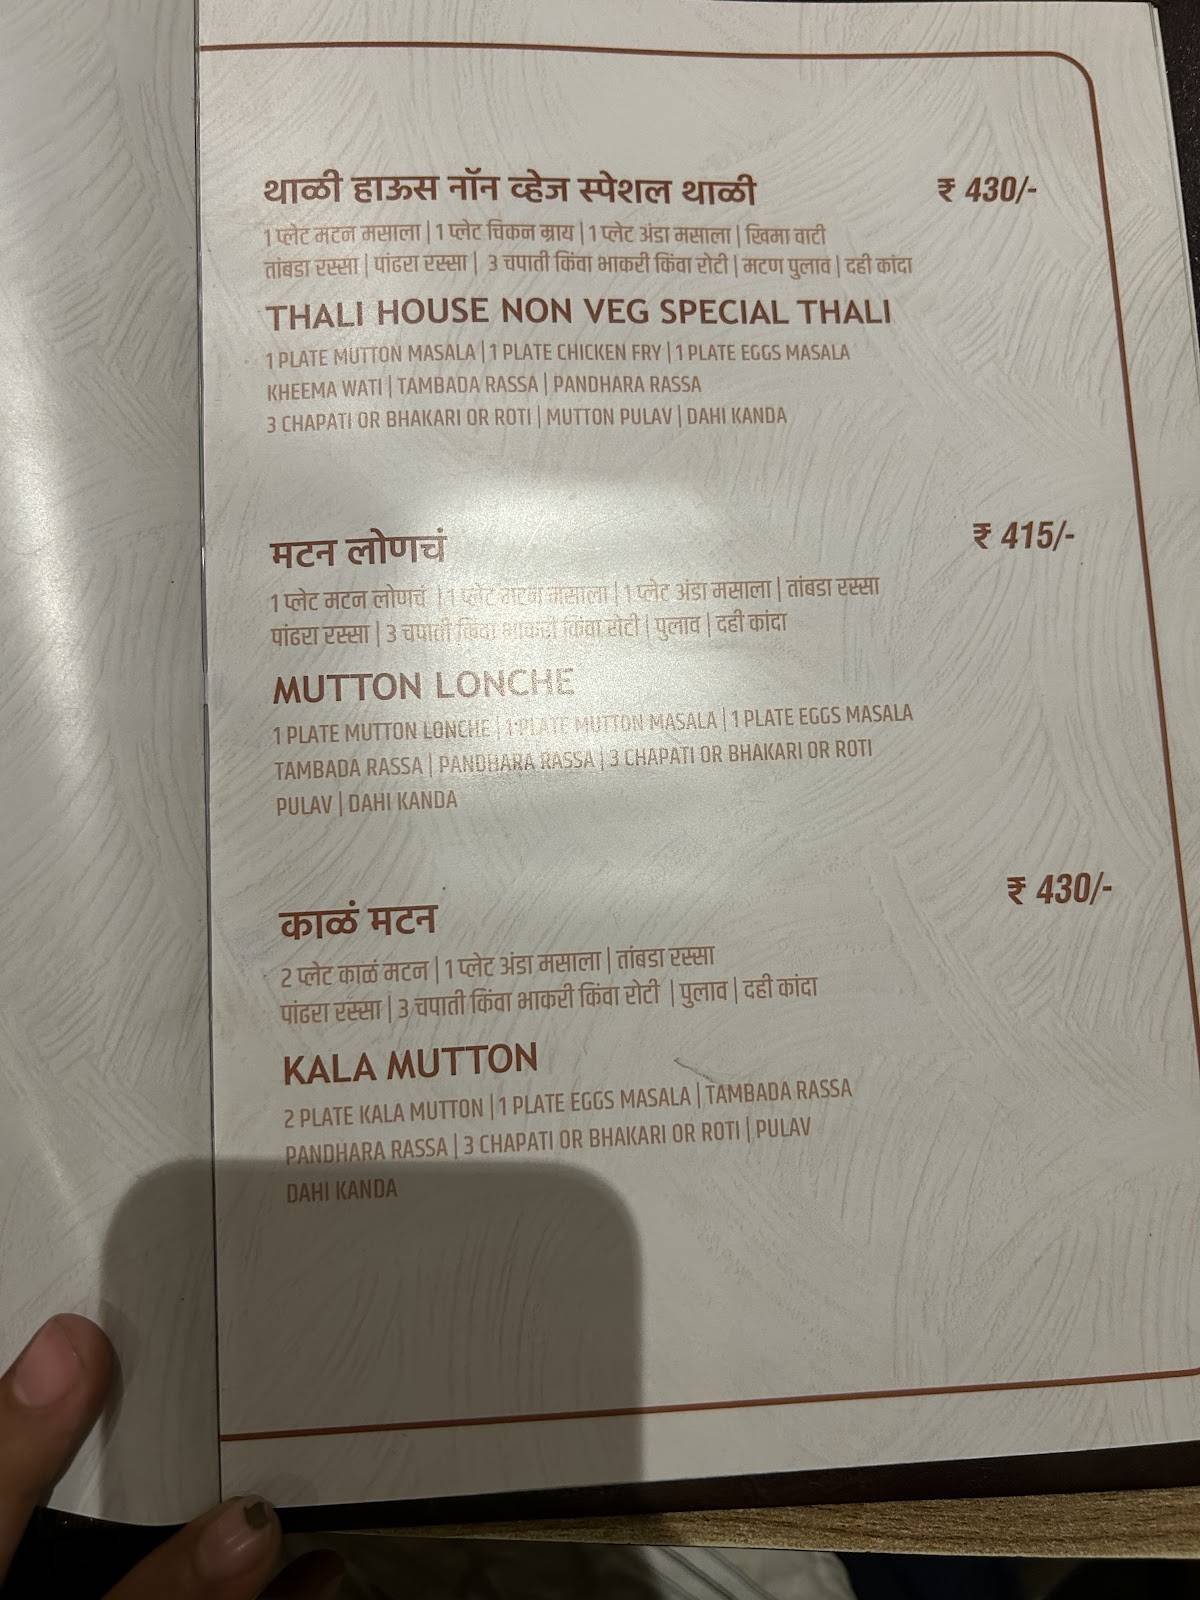 थाळी हाऊस नॉन व्हेज स्पेशल थाळी ₹ 430/-
1 प्लेट मटन मसाला | 1 प्लेट चिकन फ्राय | 1 प्लेट अंडा मसाला | खिमा वाटी
तांबडा रस्सा | पांढरा रस्सा | 3 चपाती किंवा भाकरी किंवा रोटी | मटण पुलाव | दही कांदा
THALI HOUSE NON VEG SPECIAL THALI
1 PLATE MUTTON MASALA | 1 PLATE CHICKEN FRY | 1 PLATE EGGS MASALA
KHEEMA WATI | TAMBADA RASSA | PANDHARA RASSA
3 CHAPATI OR BHAKARI OR ROTI | MUTTON PULAV | DAHI KANDA
मटन लोणचं ₹ 415/-
1 प्लेट मटन लोणचं | 1 प्लेट मटन मसाला | 1 प्लेट अंडा मसाला | तांबडा रस्सा
पांढरा रस्सा | 3 चपाती किंवा भाकरी किंवा रोटी | पुलाव | दही कांदा
MUTTON LONCHE
1 PLATE MUTTON LONCHE | 1 PLATE MUTTON MASALA | 1 PLATE EGGS MASALA
TAMBADA RASSA | PANDHARA RASSA | 3 CHAPATI OR BHAKARI OR ROTI
PULAV | DAHI KANDA
काळं मटन ₹ 430/-
2 प्लेट काळं मटन | 1 प्लेट अंडा मसाला | तांबडा रस्सा
पांढरा रस्सा | 3 चपाती किंवा भाकरी किंवा रोटी | पुलाव | दही कांदा
KALA MUTTON
2 PLATE KALA MUTTON | 1 PLATE EGGS MASALA | TAMBADA RASSA
PANDHARA RASSA | 3 CHAPATI OR BHAKARI OR ROTI | PULAV
DAHI KANDA